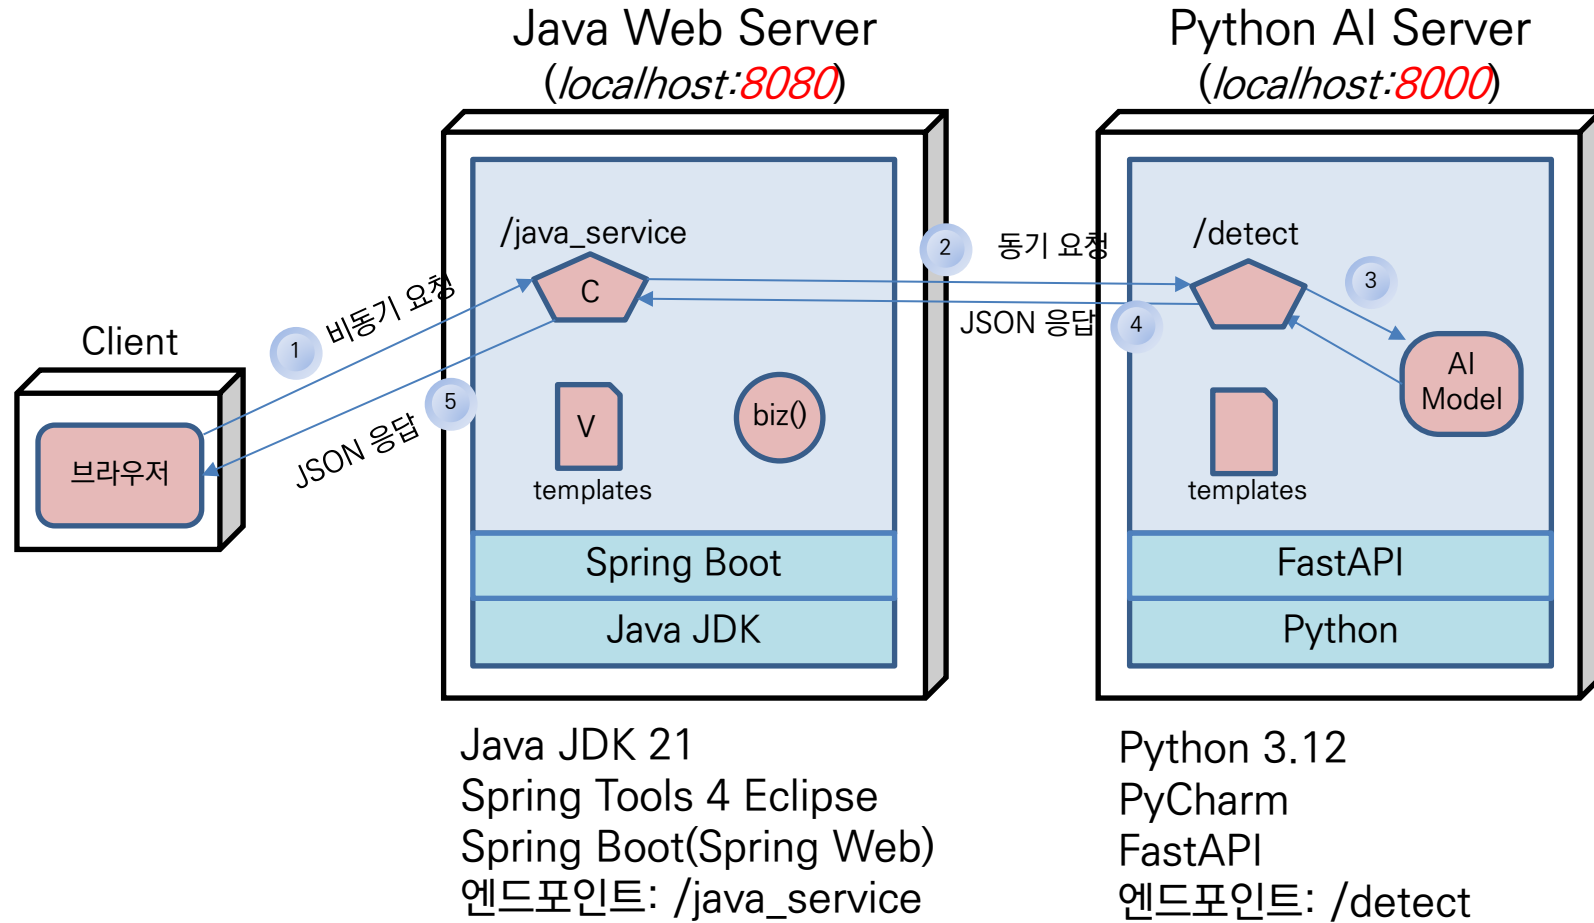 Java Web Server
(localhost:8080)
Python AI Server
(localhost:8000)
Client
브라우저
1
비동기 요청
5
JSON 응답
/java_service
C
V
templates
biz()
Spring Boot
Java JDK
2
동기 요청
JSON 응답
4
/detect
3
AI
Model
templates
FastAPI
Python
Java JDK 21
Spring Tools 4 Eclipse
Spring Boot(Spring Web)
엔드포인트: /java_service
Python 3.12
PyCharm
FastAPI
엔드포인트: /detect